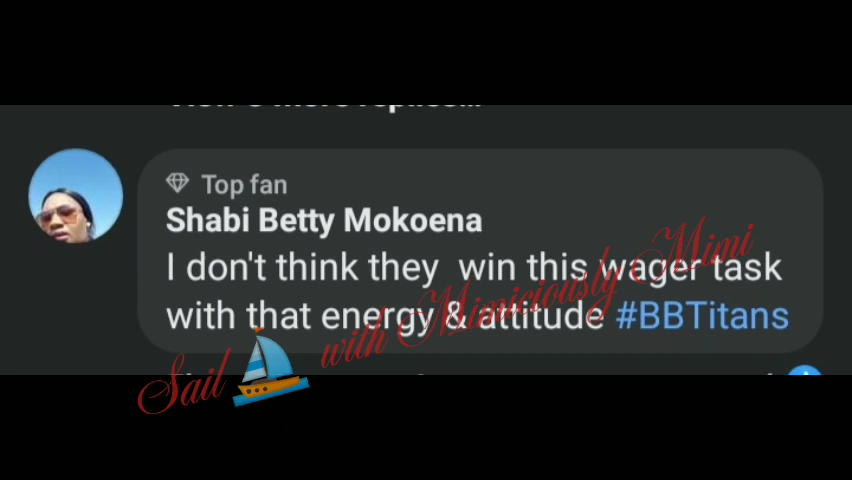 Top fan
Shabi Betty Mokoena
I don't think they win this wager task
with that energy & attitude #BBTitans
Sail with Mimiciously Mimi